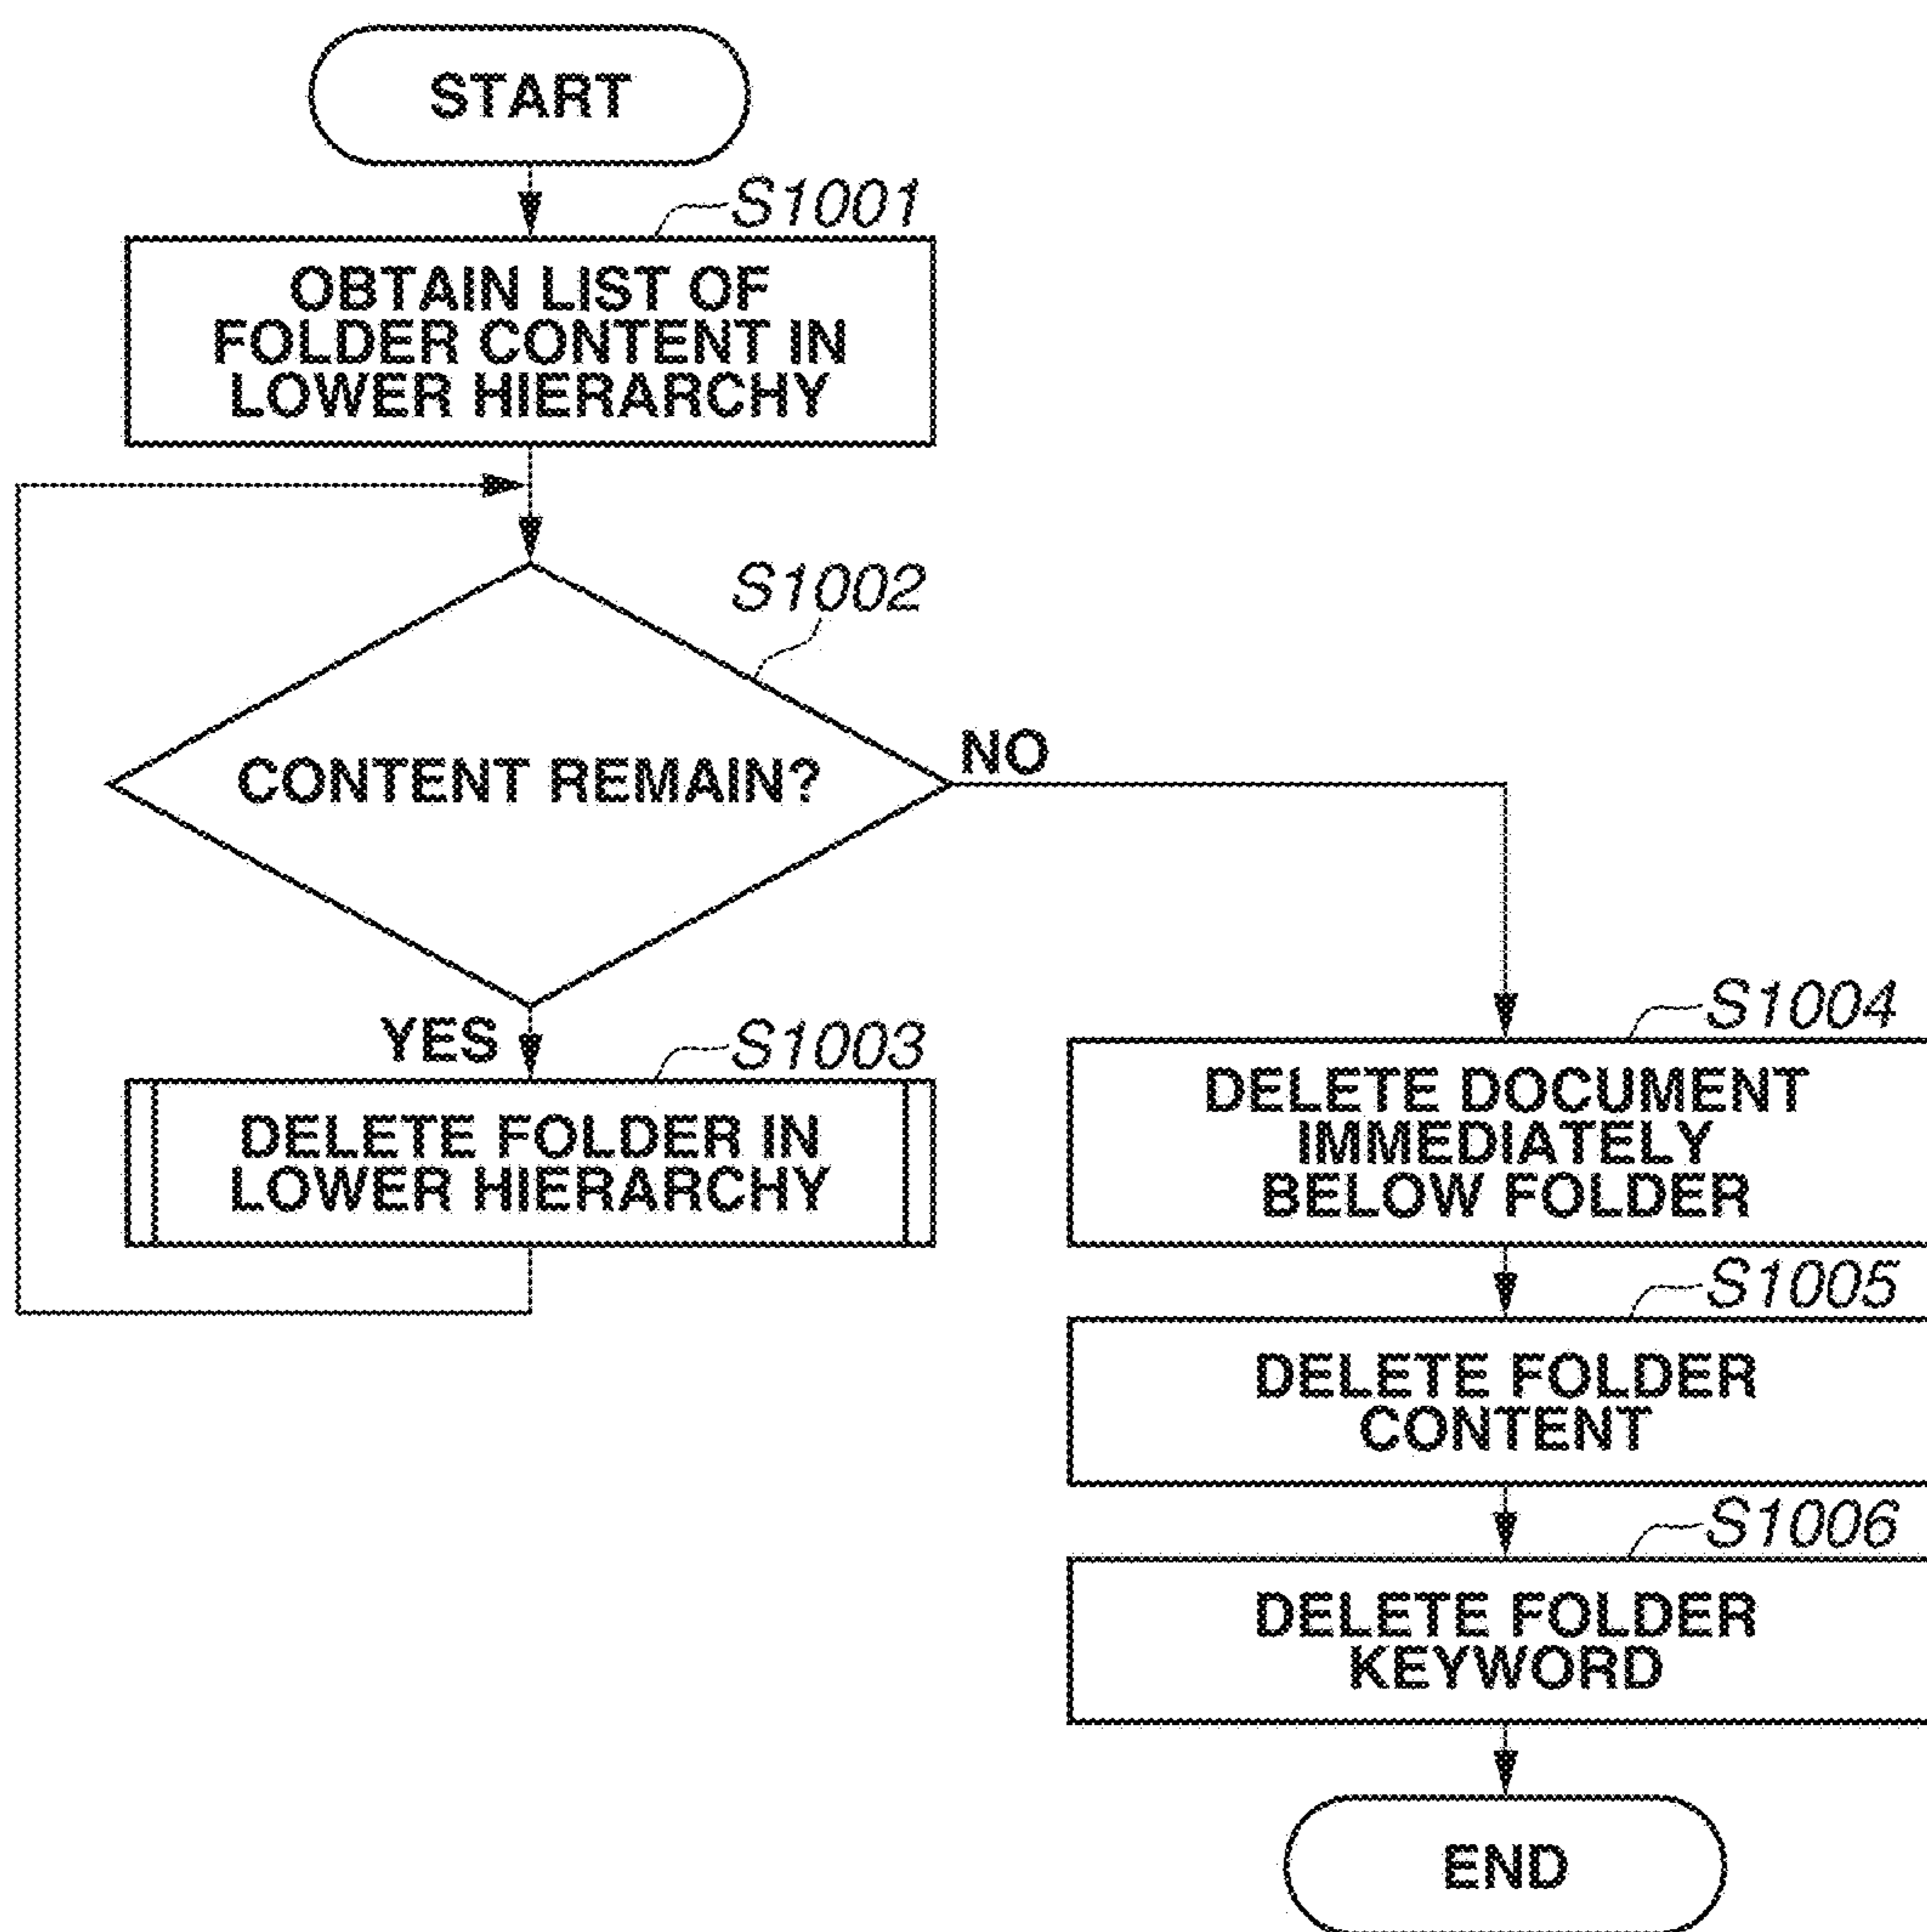 START
S1001
OBTAIN LIST OF
FOLDER CONTENT IN
LOWER HIERARCHY
S1002
CONTENT REMAIN?
NO
YES
S1003
DELETE FOLDER IN
LOWER HIERARCHY
S1004
DELETE DOCUMENT
IMMEDIATELY
BELOW FOLDER
S1005
DELETE FOLDER
CONTENT
S1006
DELETE FOLDER
KEYWORD
END